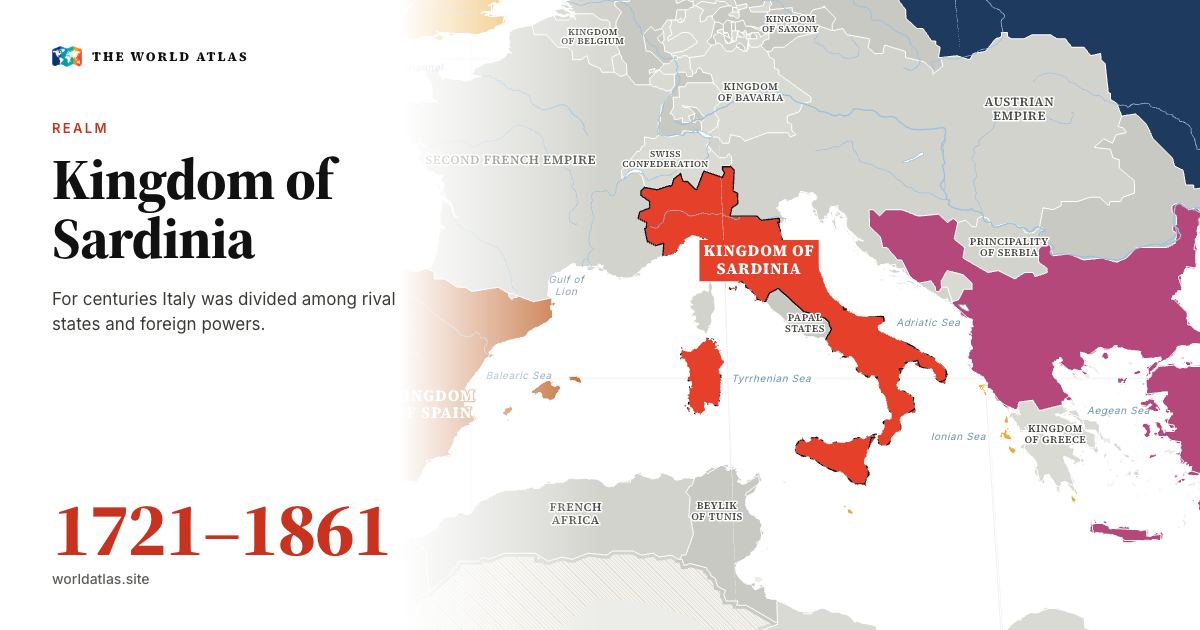 THE WORLD ATLAS
REALM
Kingdom of
Sardinia
For centuries Italy was divided among rival
states and foreign powers.
1721–1861
worldatlas.site
KINGDOM
OF BELGIUM
KINGDOM
OF SAXONY
KINGDOM
OF BAVARIA
AUSTRIAN
EMPIRE
SECOND FRENCH EMPIRE
SWISS
CONFEDERATION
KINGDOM OF
SARDINIA
PRINCIPALITY
OF SERBIA
Gulf of
Lion
PAPAL
STATES
Adriatic Sea
Balearic Sea
Tyrrhenian Sea
SPAIN
Aegean Sea
Ionian Sea
KINGDOM
OF GREECE
FRENCH
AFRICA
BEYLIK
OF TUNIS